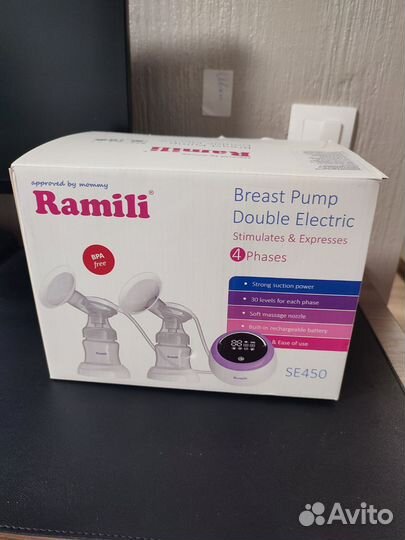 Ramili
approved by mommy
Ramili®
BPA
free
Breast Pump
Double Electric
Stimulates & Expresses
4 Phases
Strong suction power
30 levels for each phase
Soft massage nozzle
Built-in rechargeable battery
& Ease of use
SE450
Avito